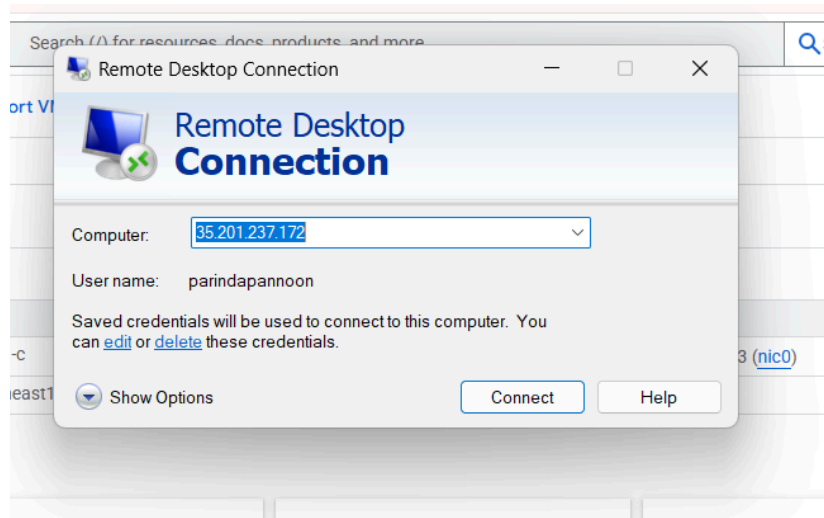 Search (/) for resources, docs, products, and more
Remote Desktop Connection
ort VM
Remote Desktop
Connection
Computer: 35.201.237.172
User name: parindapannoon
Saved credentials will be used to connect to this computer. You
can edit or delete these credentials.
-c
3 (nic0)
east1
Show Options
Connect
Help